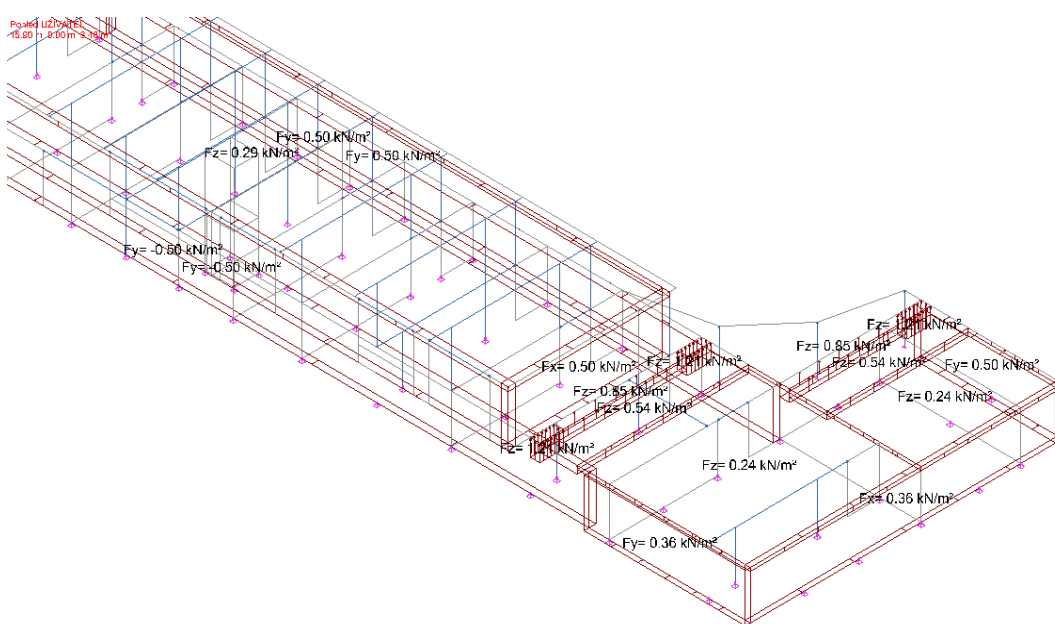 Pohled UŽIVATEL
Fy= 0.50 kN/m²
Fz= 0.29 kN/m²
Fy= 0.50 kN/m²
Fy= -0.50 kN/m²
Fy= -0.50 kN/m²
Fz= 1.21 kN/m²
Fz= 0.85 kN/m²
Fz= 1.21 kN/m²
Fz= 0.54 kN/m²
Fx= 0.50 kN/m²
Fy= 0.50 kN/m²
Fz= 0.85 kN/m²
Fz= 0.24 kN/m²
Fz= 0.54 kN/m²
Fz= 1.21 kN/m²
Fz= 0.24 kN/m²
Fx= 0.36 kN/m²
Fy= 0.36 kN/m²